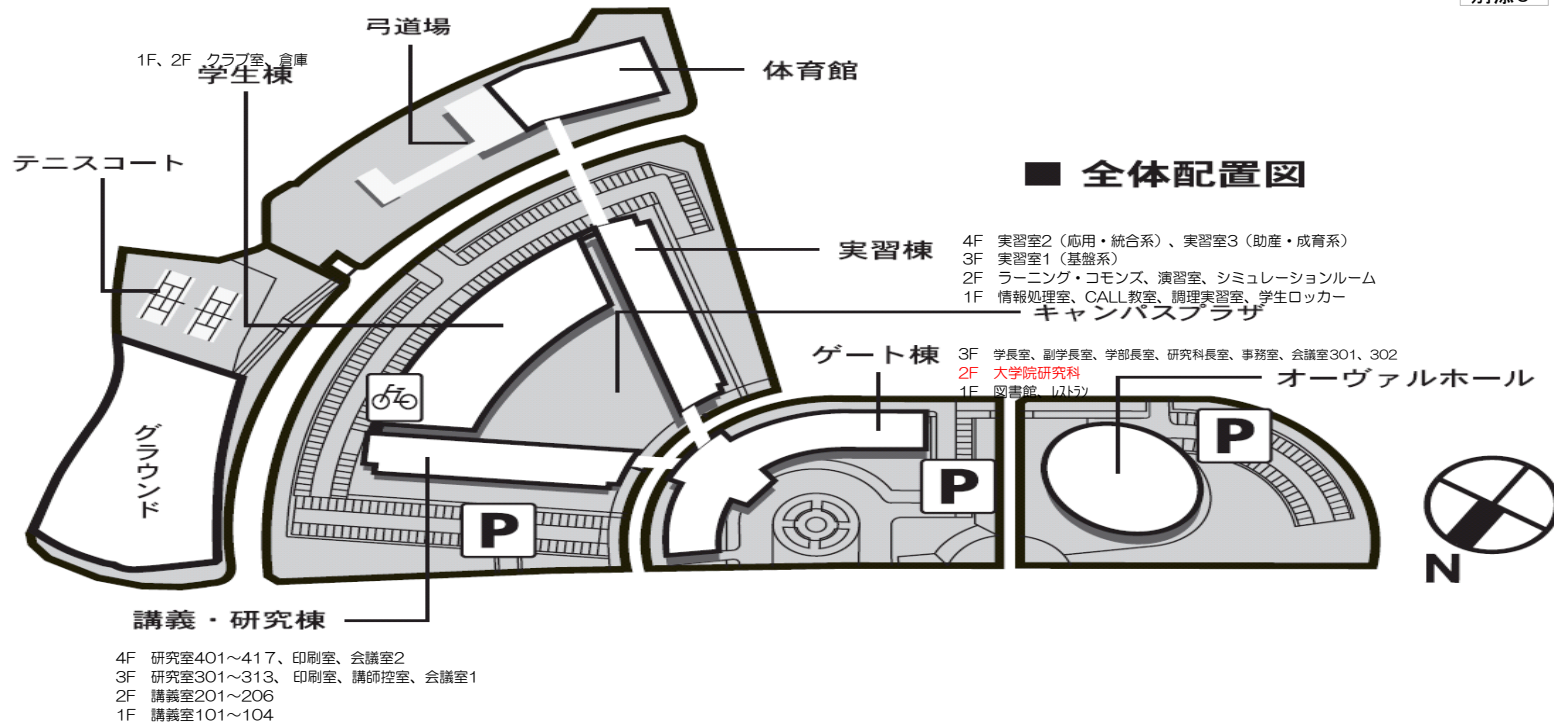 弓道場
1F、2F クラブ室、倉庫
学生棟
体育館
テニスコート
■ 全体配置図
実習棟
4F 実習室2（応用・統合系）、実習室3（助産・成育系）
3F 実習室1（基盤系）
2F ラーニング・コモンズ、演習室、シミュレーションルーム
1F 情報処理室、CALL教室、調理実習室、学生ロッカー
キャンパスプラザ
ゲート棟
3F 学長室、副学長室、学部長室、研究科長室、事務室、会議室301、302
2F 大学院研究科
1F 図書館、ﾚｽﾄﾗﾝ
オーヴァルホール
グラウンド
P
P
P
N
講義・研究棟
4F 研究室401～417、印刷室、会議室2
3F 研究室301～313、印刷室、講師控室、会議室1
2F 講義室201～206
1F 講義室101～104